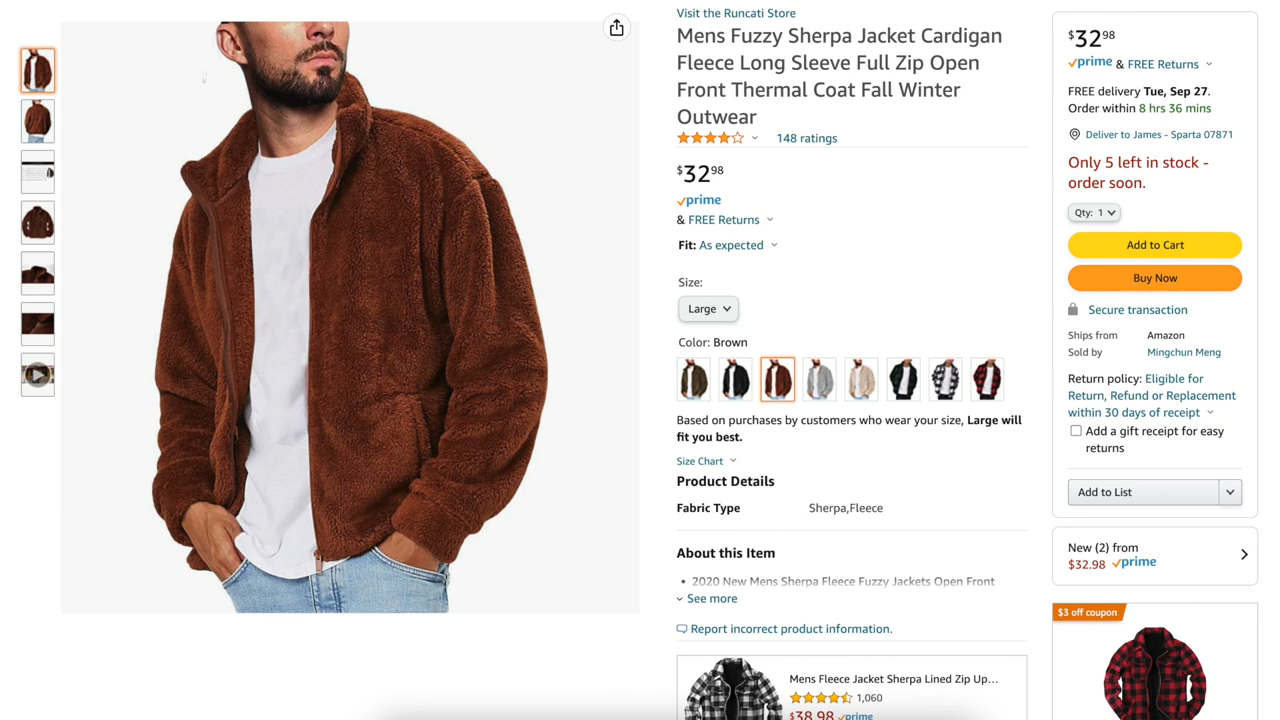 Visit the Runcati Store
Mens Fuzzy Sherpa Jacket Cardigan
Fleece Long Sleeve Full Zip Open
Front Thermal Coat Fall Winter
Outwear
148 ratings
$32 98
prime
& FREE Returns
Fit: As expected
Size:
Large
Color: Brown
Based on purchases by customers who wear your size, Large will
fit you best.
Size Chart
Product Details
Fabric Type Sherpa,Fleece
About this Item
• 2020 New Mens Sherpa Fleece Fuzzy Jackets Open Front
See more
Report incorrect product information.
Mens Fleece Jacket Sherpa Lined Zip Up...
1,060
$38.98 prime
$32 98
prime & FREE Returns
FREE delivery Tue, Sep 27.
Order within 8 hrs 36 mins
Deliver to James - Sparta 07871
Only 5 left in stock -
order soon.
Qty: 1
Add to Cart
Buy Now
Secure transaction
Ships from Amazon
Sold by Mingchun Meng
Return policy: Eligible for
Return, Refund or Replacement
within 30 days of receipt
Add a gift receipt for easy
returns
Add to List
New (2) from
$32.98 prime
$3 off coupon